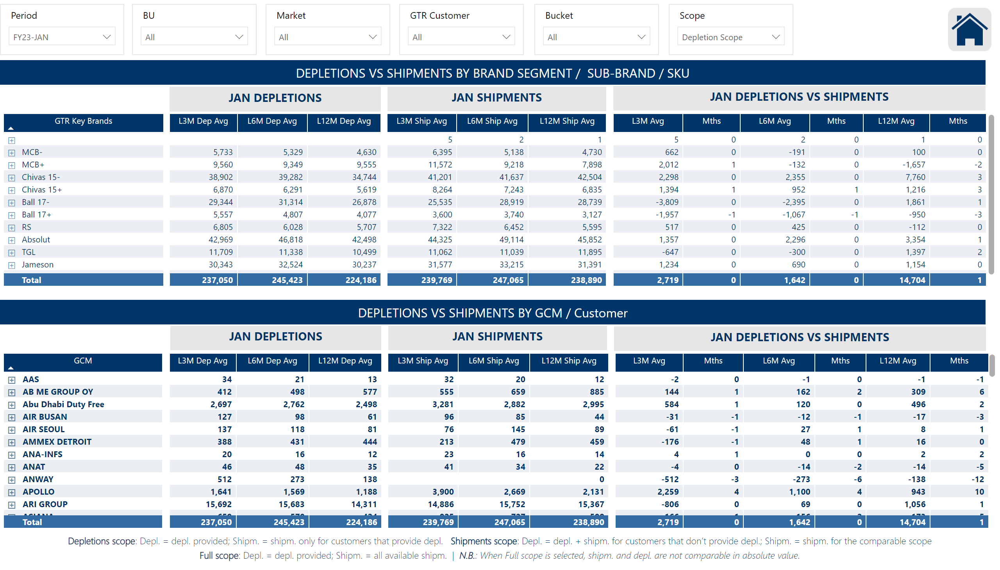 Period BU Market GTR Customer Bucket Scope
FY23-JAN All All All All Depletion Scope
DEPLETIONS VS SHIPMENTS BY BRAND SEGMENT / SUB-BRAND / SKU
JAN DEPLETIONS JAN SHIPMENTS JAN DEPLETIONS VS SHIPMENTS
GTR Key Brands L3M Dep Avg L6M Dep Avg L12M Dep Avg L3M Ship Avg L6M Ship Avg L12M Ship Avg L3M Avg Mths L6M Avg Mths L12M Avg Mths
5 2 1 5 0 2 0 1 0
MCB- 5,733 5,329 4,630 6,395 5,138 4,730 662 0 -191 0 100 0
MCB+ 9,560 9,349 9,555 11,572 9,218 7,898 2,012 1 -132 0 -1,657 -2
Chivas 15- 38,902 39,282 34,744 41,201 41,637 42,504 2,298 0 2,355 0 7,760 3
Chivas 15+ 6,870 6,291 5,619 8,264 7,243 6,835 1,394 1 952 1 1,216 3
Ball 17- 29,344 31,314 26,878 25,535 28,919 28,739 -3,809 0 -2,395 0 1,861 1
Ball 17+ 5,557 4,807 4,077 3,600 3,740 3,127 -1,957 -1 -1,067 -1 -950 -3
RS 6,805 6,028 5,707 7,322 6,452 5,595 517 0 425 0 -112 0
Absolut 42,969 46,818 42,498 44,325 49,114 45,852 1,357 0 2,296 0 3,354 1
TGL 11,709 11,338 10,499 11,062 11,039 11,895 -647 0 -300 0 1,397 2
Jameson 30,343 32,524 30,237 31,577 33,215 31,391 1,234 0 690 0 1,154 0
Total 237,050 245,423 224,186 239,769 247,065 238,890 2,719 0 1,642 0 14,704 1
DEPLETIONS VS SHIPMENTS BY GCM / Customer
JAN DEPLETIONS JAN SHIPMENTS JAN DEPLETIONS VS SHIPMENTS
GCM L3M Dep Avg L6M Dep Avg L12M Dep Avg L3M Ship Avg L6M Ship Avg L12M Ship Avg L3M Avg Mths L6M Avg Mths L12M Avg Mths
AAS 34 21 13 32 20 12 -2 0 -1 0 -1 -1
AB ME GROUP OY 412 498 577 555 659 885 144 1 162 2 309 6
Abu Dhabi Duty Free 2,697 2,762 2,498 3,281 2,882 2,995 584 1 120 0 496 2
AIR BUSAN 127 98 61 96 85 44 -31 -1 -12 -1 -17 -3
AIR SEOUL 137 118 81 76 145 89 -61 -1 27 1 8 1
AMMEX DETROIT 388 431 444 213 479 459 -176 -1 48 1 16 0
ANA-INFS 20 16 12 23 16 14 4 1 0 0 2 2
ANAT 46 48 35 41 34 22 -4 0 -14 -2 -14 -5
ANWAY 512 273 138 0 -512 -3 -273 -6 -138 -12
APOLLO 1,641 1,569 1,188 3,900 2,669 2,131 2,259 4 1,100 4 943 10
ARI GROUP 15,692 15,683 14,311 14,886 15,752 15,367 -806 0 69 0 1,056 1
Total 237,050 245,423 224,186 239,769 247,065 238,890 2,719 0 1,642 0 14,704 1
Depletions scope: Depl. = depl. provided; Shipm. = shipm. only for customers that provide depl. Shipments scope: Depl. = depl. + shipm. for customers that don't provide depl.; Shipm. = shipm. for the comparable scope
Full scope: Depl. = depl. provided; Shipm. = all available shipm. | N.B.: When Full scope is selected, shipm. and depl. are not comparable in absolute value.